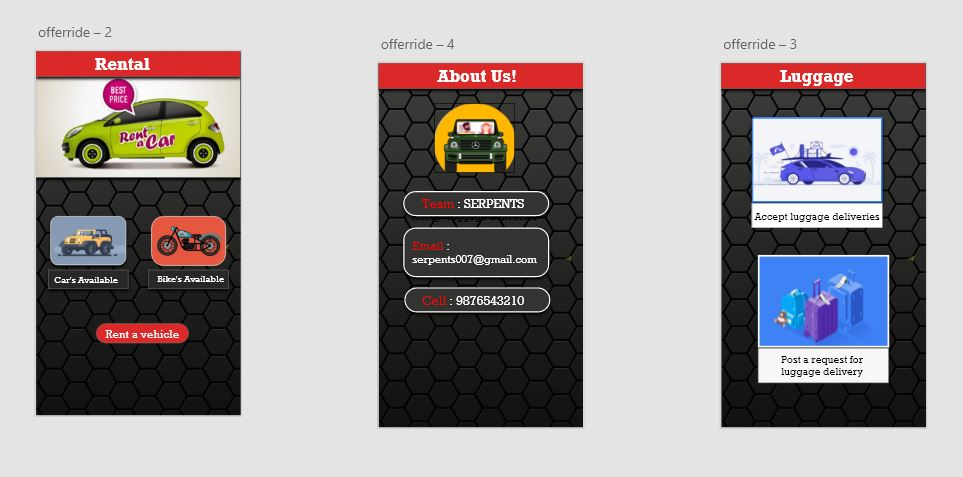 offerride – 2
Rental
BEST
PRICE
Rent
a Car
Car's Available
Bike's Available
Rent a vehicle
offerride – 4
About Us!
Team : SERPENTS
Email :
serpents007@gmail.com
Cell : 9876543210
offerride – 3
Luggage
Accept luggage deliveries
Post a request for
luggage delivery